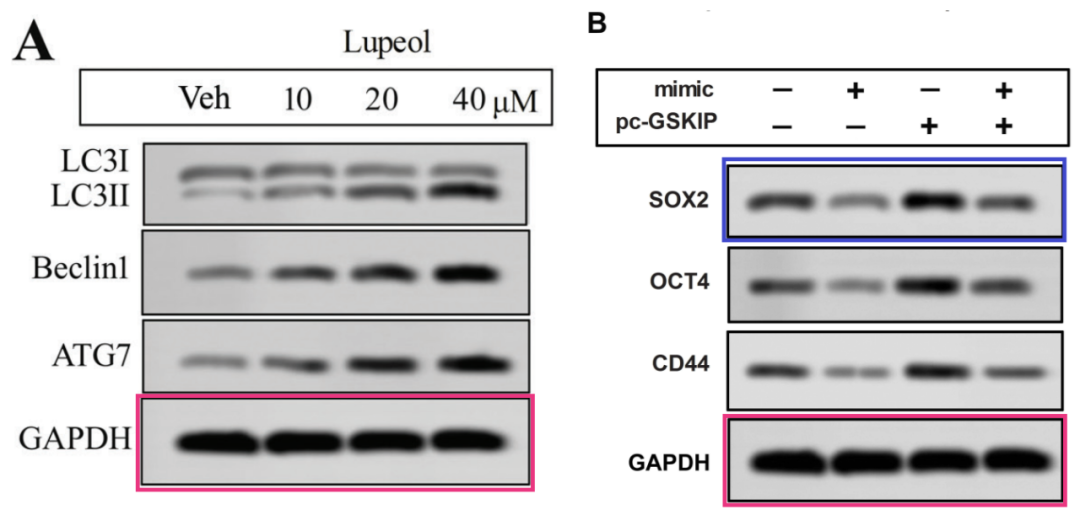 A
Lupeol
Veh 10 20 40 μM
LC3I
LC3II
Beclin1
ATG7
GAPDH
B
mimic − + − +
pc-GSKIP − − + +
SOX2
OCT4
CD44
GAPDH